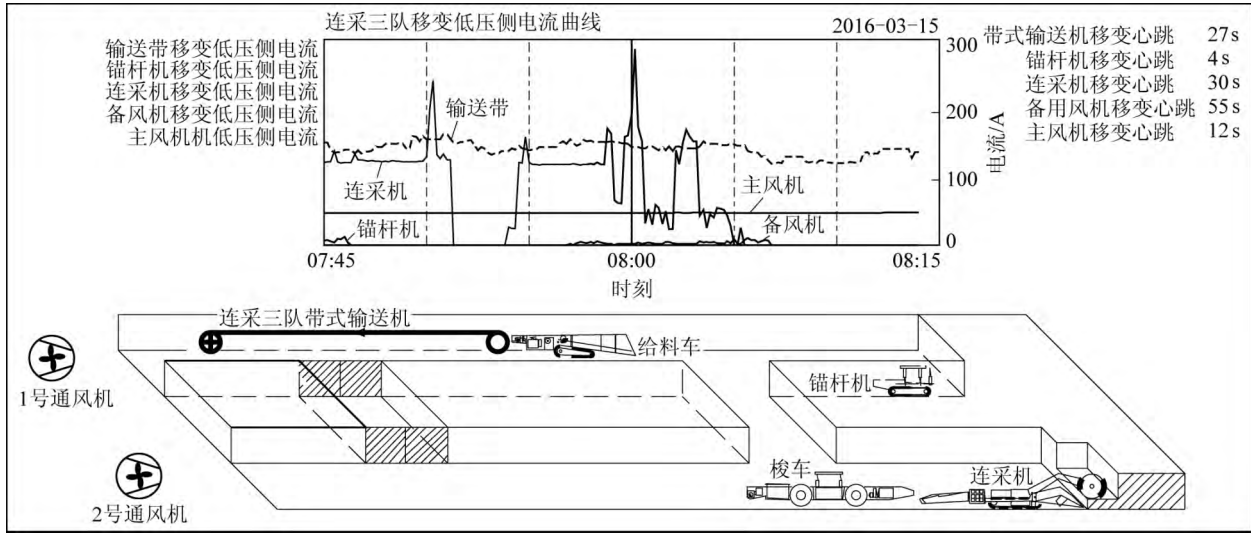 连采三队移变低压侧电流曲线
2016-03-15
输送带移变低压侧电流
锚杆机移变低压侧电流
连采机移变低压侧电流
备风机移变低压侧电流
主风机机低压侧电流
300
200
100
0
电流/A
带式输送机移变心跳 27s
锚杆机移变心跳 4s
连采机移变心跳 30s
备用风机移变心跳 55s
主风机移变心跳 12s
输送带
连采机
锚杆机
主风机
备风机
07:45
08:00
08:15
时刻
连采三队带式输送机
给料车
1号通风机
锚杆机
2号通风机
梭车
连采机